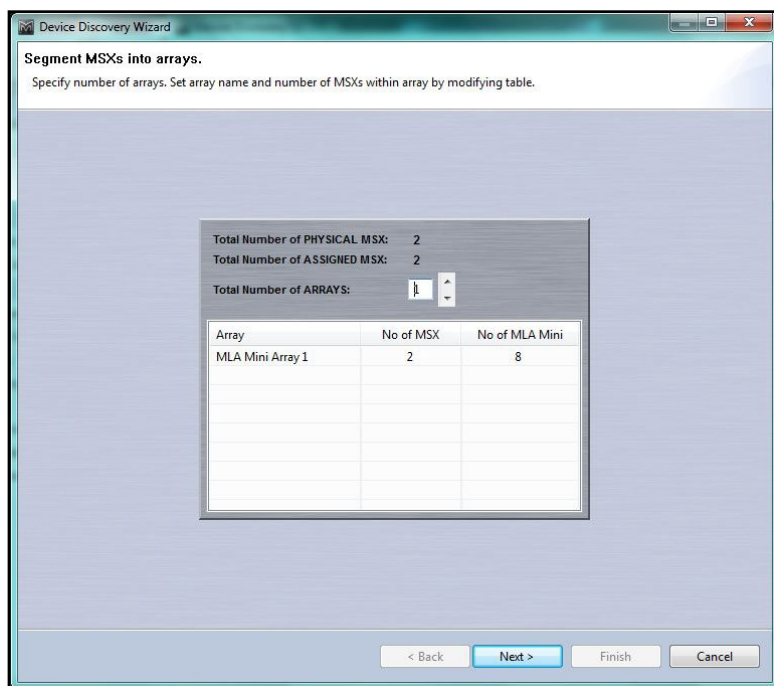 Device Discovery Wizard
Segment MSXs into arrays.
Specify number of arrays. Set array name and number of MSXs within array by modifying table.
Total Number of PHYSICAL MSX: 2
Total Number of ASSIGNED MSX: 2
Total Number of ARRAYS: 1
Array No of MSX No of MLA Mini
MLA Mini Array 1 2 8
< Back Next > Finish Cancel